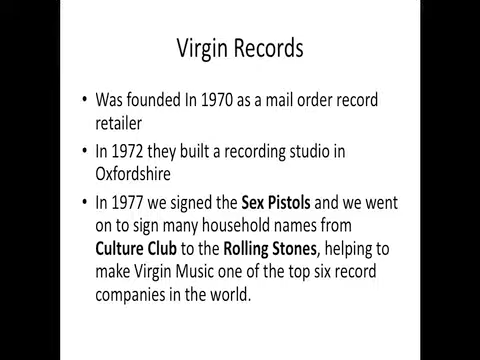 Virgin Records
• Was founded In 1970 as a mail order record
retailer
• In 1972 they built a recording studio in
Oxfordshire
• In 1977 we signed the Sex Pistols and we went
on to sign many household names from
Culture Club to the Rolling Stones, helping to
make Virgin Music one of the top six record
companies in the world.